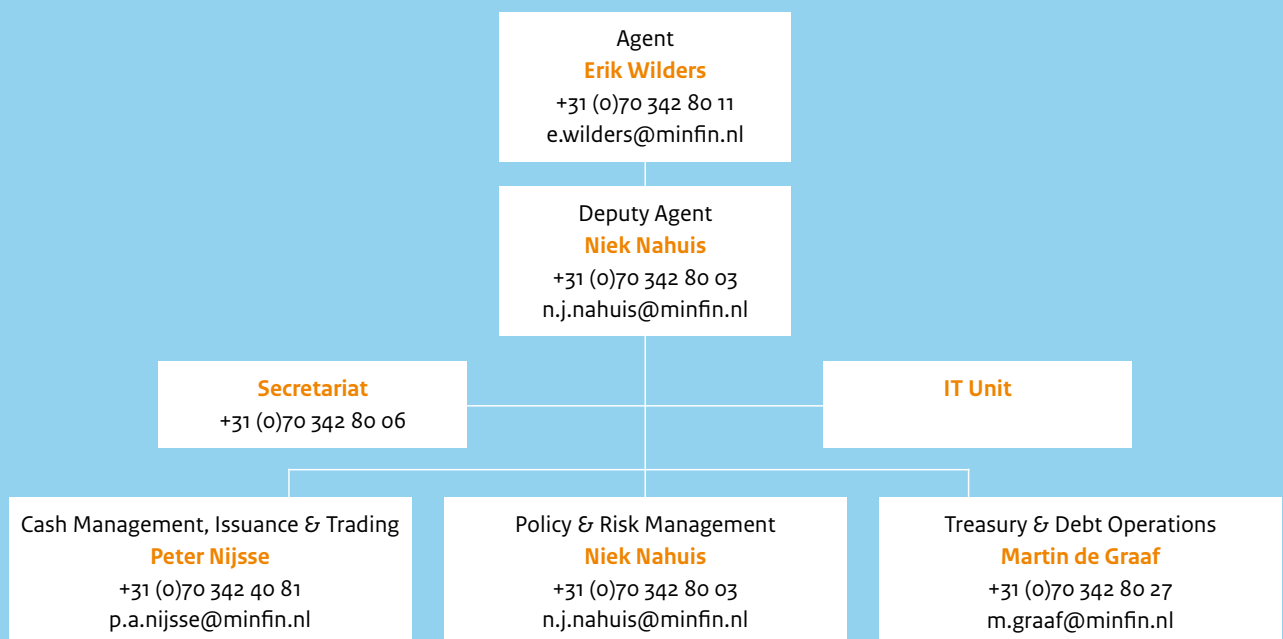 Agent
Erik Wilders
+31 (0)70 342 80 11
e.wilders@minfin.nl
Deputy Agent
Niek Nahuis
+31 (0)70 342 80 03
n.j.nahuis@minfin.nl
Secretariat
+31 (0)70 342 80 06
IT Unit
Cash Management, Issuance & Trading
Peter Nijsse
+31 (0)70 342 40 81
p.a.nijsse@minfin.nl
Policy & Risk Management
Niek Nahuis
+31 (0)70 342 80 03
n.j.nahuis@minfin.nl
Treasury & Debt Operations
Martin de Graaf
+31 (0)70 342 80 27
m.graaf@minfin.nl